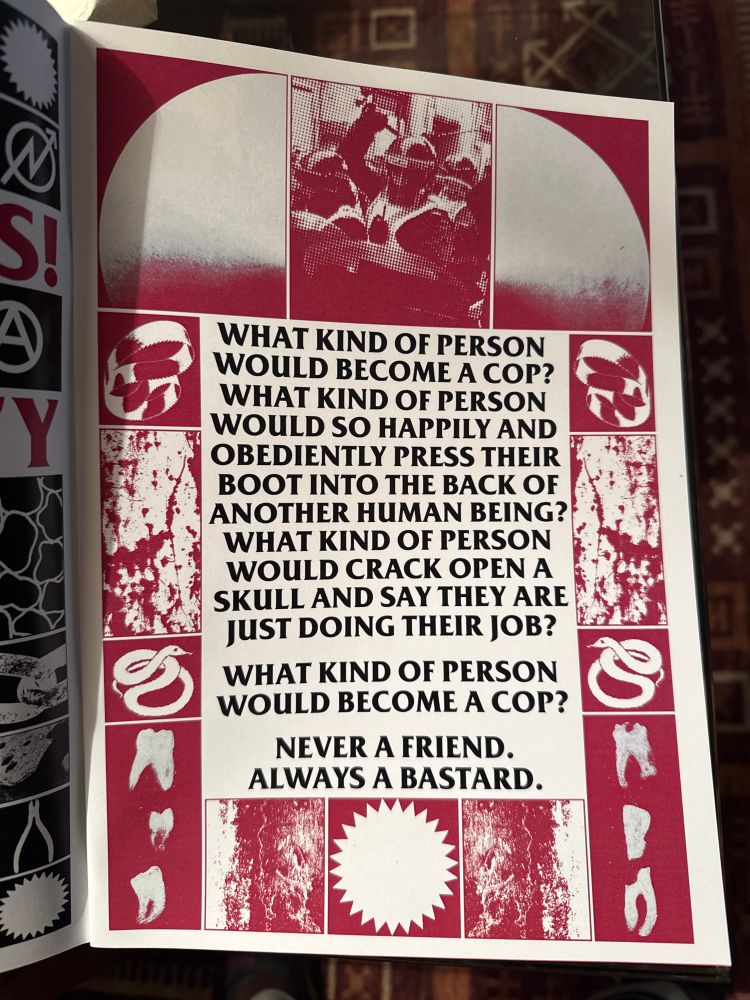 S!
TY
WHAT KIND OF PERSON
WOULD BECOME A COP?
WHAT KIND OF PERSON
WOULD SO HAPPILY AND
OBEDIENTLY PRESS THEIR
BOOT INTO THE BACK OF
ANOTHER HUMAN BEING?
WHAT KIND OF PERSON
WOULD CRACK OPEN A
SKULL AND SAY THEY ARE
JUST DOING THEIR JOB?
WHAT KIND OF PERSON
WOULD BECOME A COP?
NEVER A FRIEND.
ALWAYS A BASTARD.